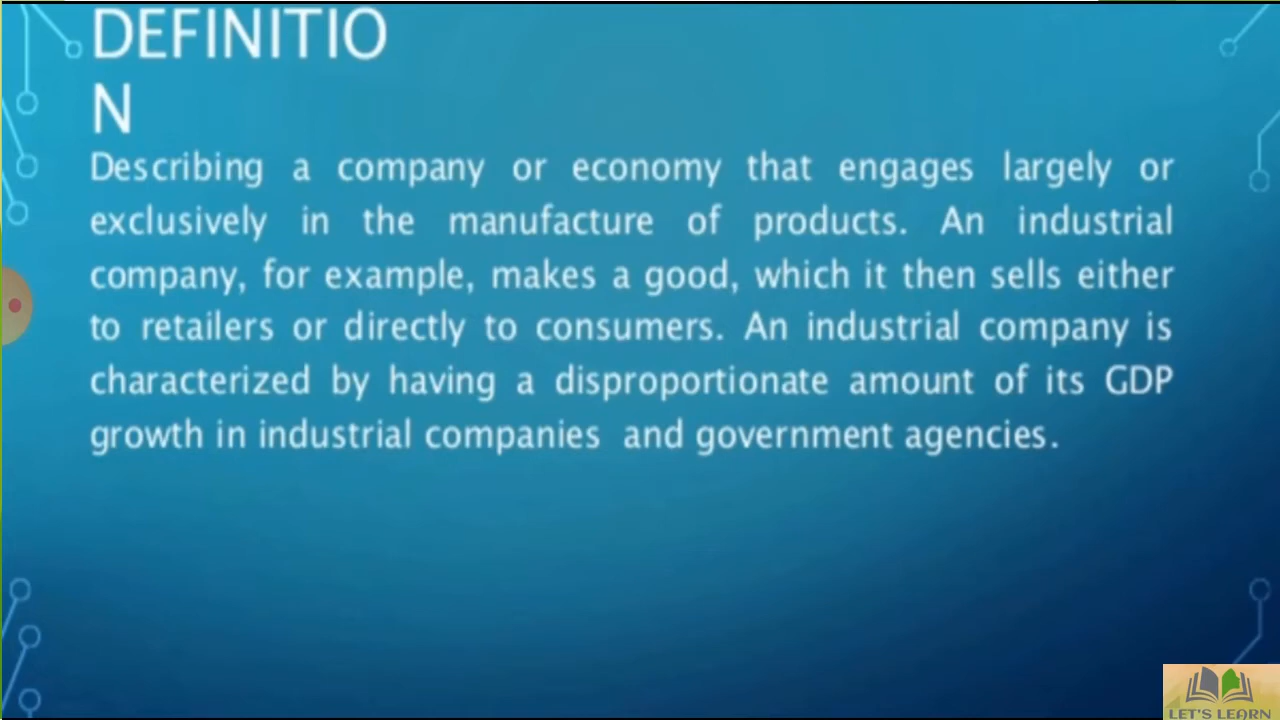 DEFINITIO
N
Describing a company or economy that engages largely or
exclusively in the manufacture of products. An industrial
company, for example, makes a good, which it then sells either
to retailers or directly to consumers. An industrial company is
characterized by having a disproportionate amount of its GDP
growth in industrial companies and government agencies.
LET'S LEARN